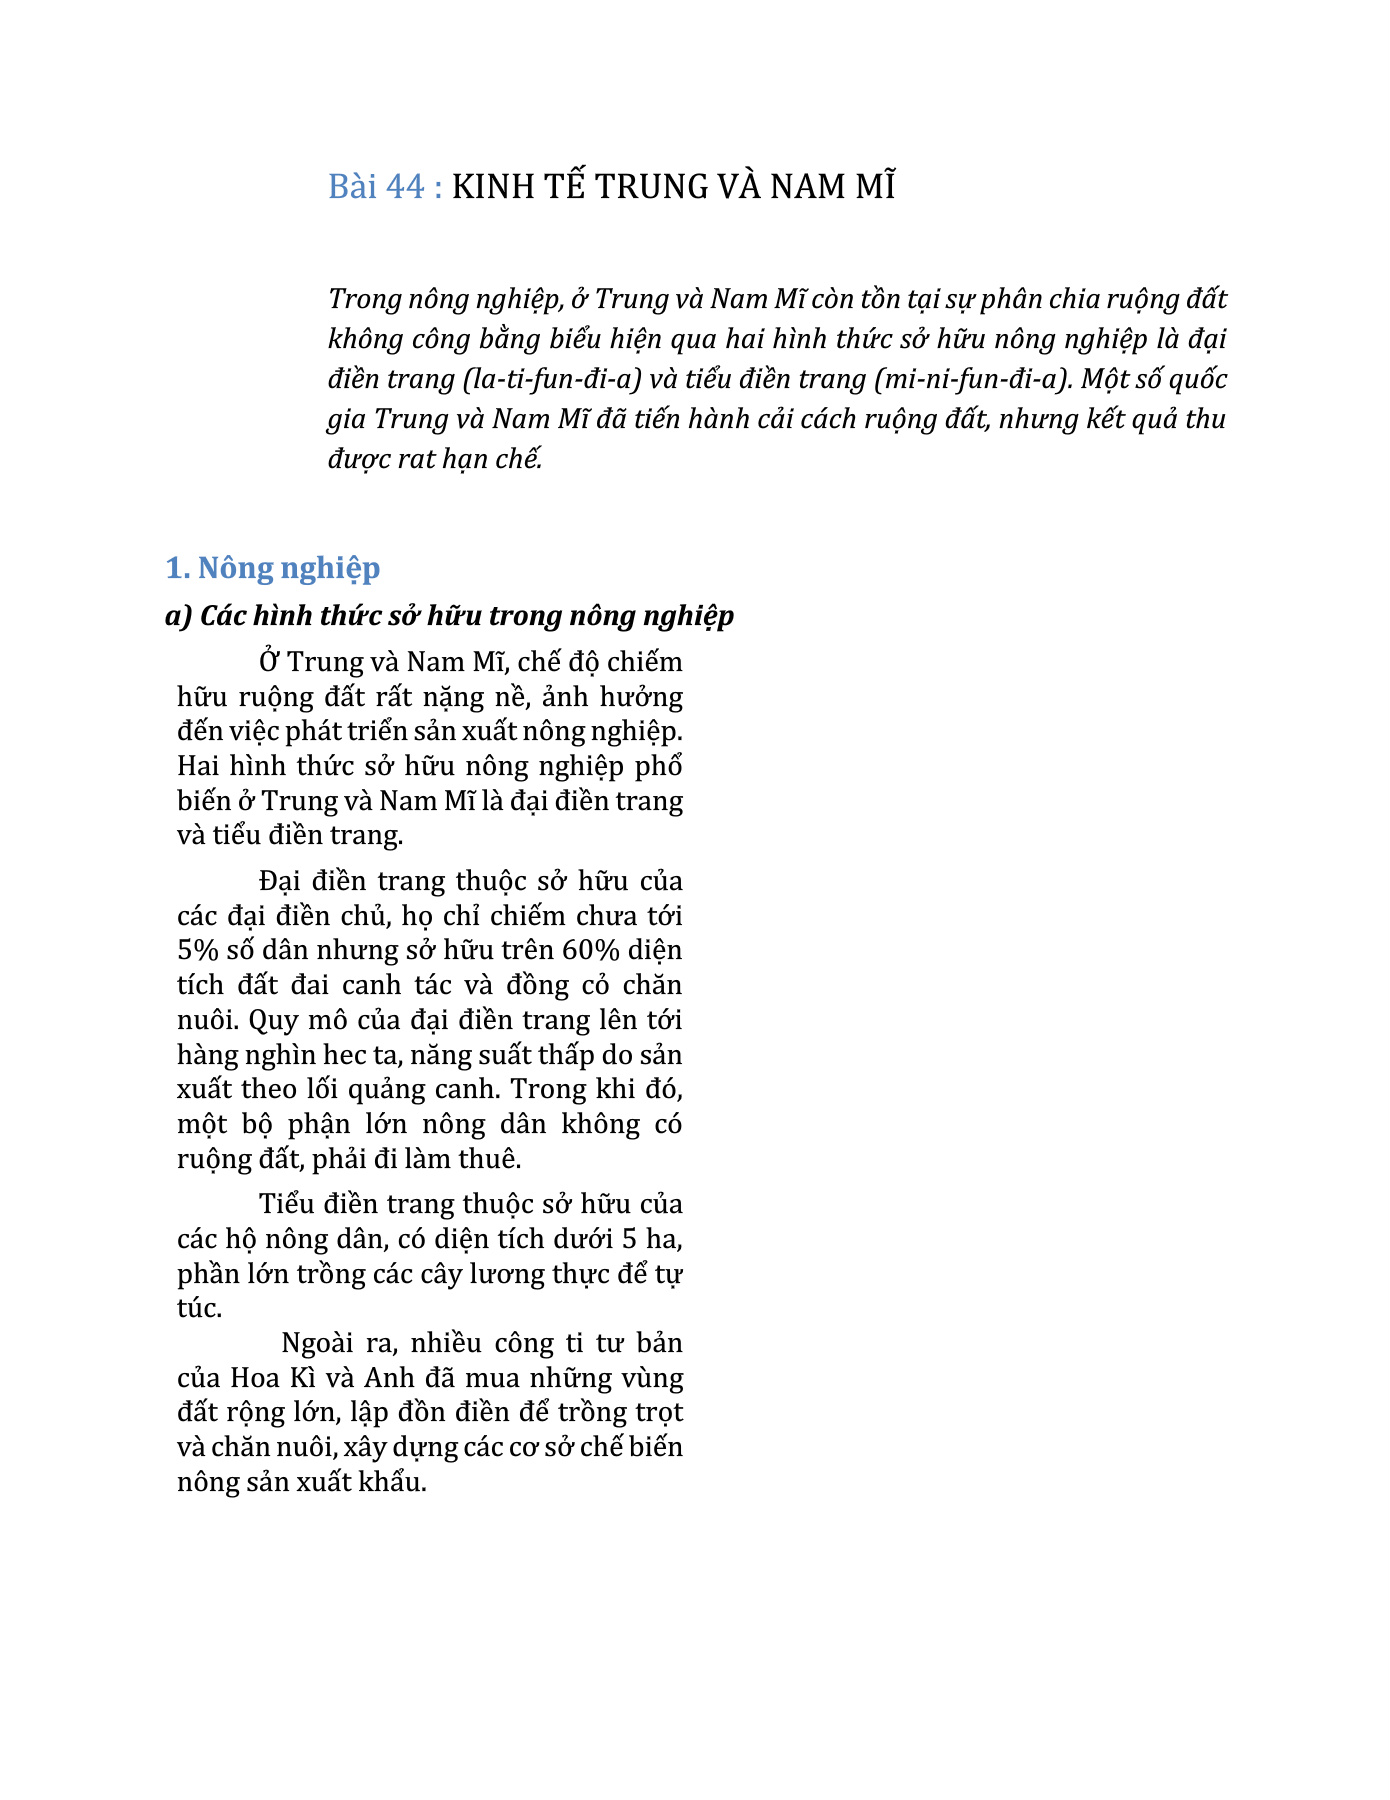 Bài 44 : KINH TẾ TRUNG VÀ NAM MĨ
Trong nông nghiệp, ở Trung và Nam Mĩ còn tồn tại sự phân chia ruộng đất
không công bằng biểu hiện qua hai hình thức sở hữu nông nghiệp là đại
điền trang (la-ti-fun-đi-a) và tiểu điền trang (mi-ni-fun-đi-a). Một số quốc
gia Trung và Nam Mĩ đã tiến hành cải cách ruộng đất, nhưng kết quả thu
được rat hạn chế.
1. Nông nghiệp
a) Các hình thức sở hữu trong nông nghiệp
Ở Trung và Nam Mĩ, chế độ chiếm
hữu ruộng đất rất nặng nề, ảnh hưởng
đến việc phát triển sản xuất nông nghiệp.
Hai hình thức sở hữu nông nghiệp phổ
biến ở Trung và Nam Mĩ là đại điền trang
và tiểu điền trang.
Đại điền trang thuộc sở hữu của
các đại điền chủ, họ chỉ chiếm chưa tới
5% số dân nhưng sở hữu trên 60% diện
tích đất đai canh tác và đồng cỏ chăn
nuôi. Quy mô của đại điền trang lên tới
hàng nghìn hec ta, năng suất thấp do sản
xuất theo lối quảng canh. Trong khi đó,
một bộ phận lớn nông dân không có
ruộng đất, phải đi làm thuê.
Tiểu điền trang thuộc sở hữu của
các hộ nông dân, có diện tích dưới 5 ha,
phần lớn trồng các cây lương thực để tự
túc.
Ngoài ra, nhiều công ti tư bản
của Hoa Kì và Anh đã mua những vùng
đất rộng lớn, lập đồn điền để trồng trọt
và chăn nuôi, xây dựng các cơ sở chế biến
nông sản xuất khẩu.